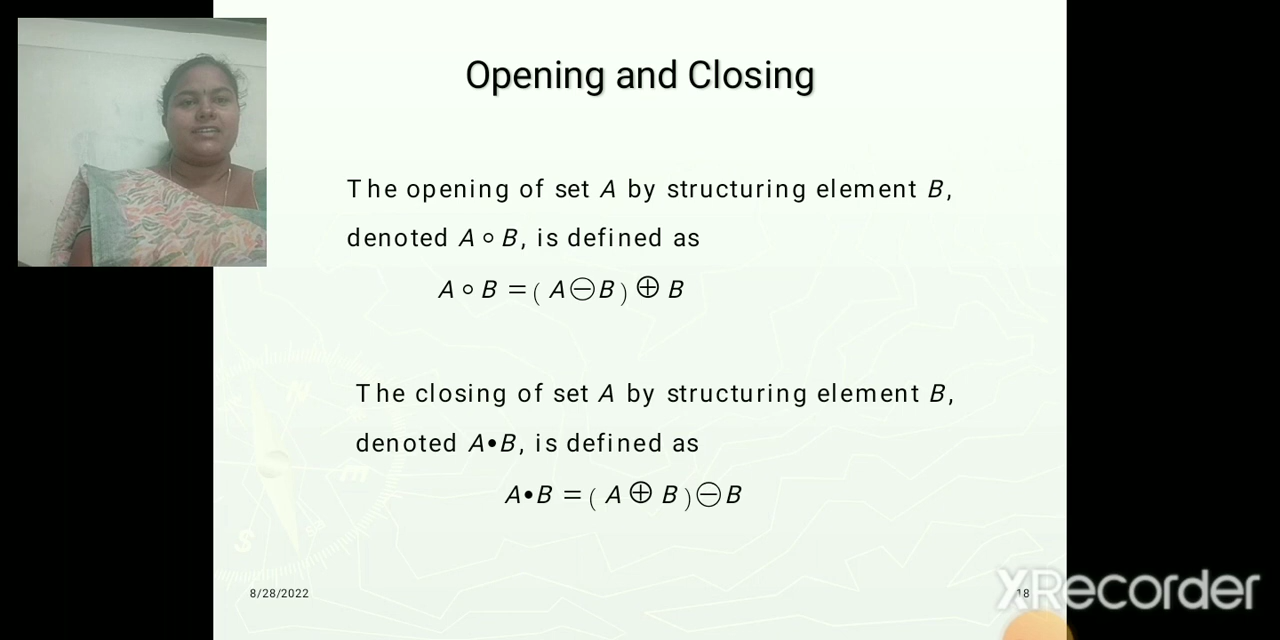 Opening and Closing
The opening of set A by structuring element B,
denoted A ∘ B, is defined as
A ∘ B = ( A ⊖ B ) ⊕ B
The closing of set A by structuring element B,
denoted A•B, is defined as
A•B = ( A ⊕ B ) ⊖ B
8/28/2022
18
XRecorder
N
S